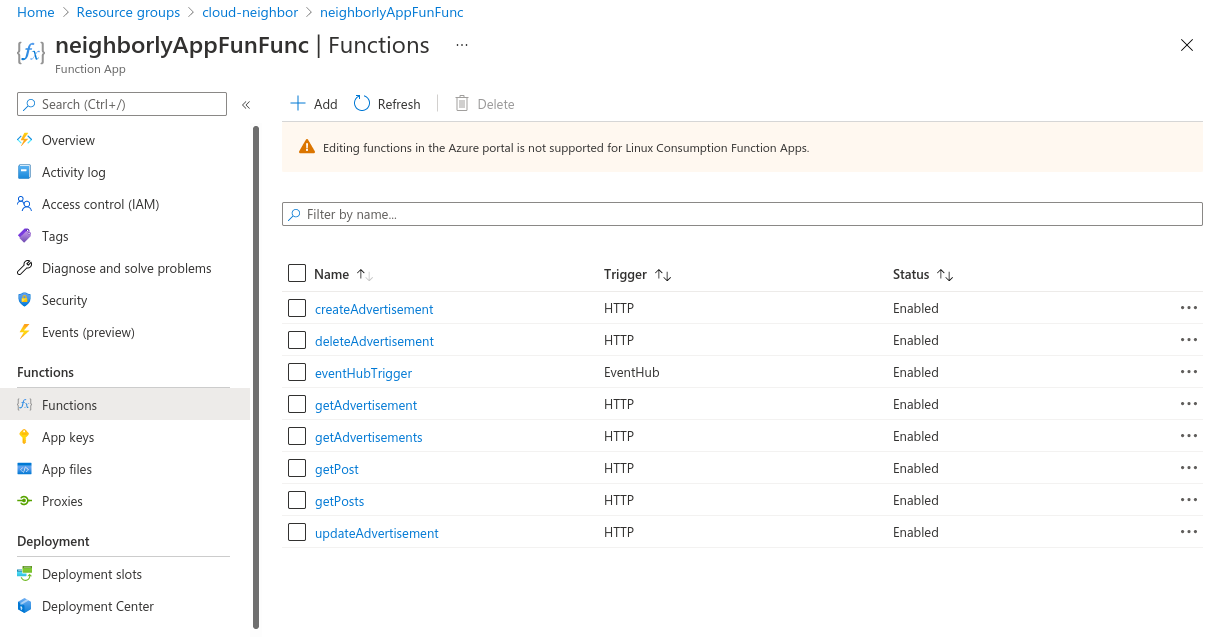 Home > Resource groups > cloud-neighbor > neighborlyAppFunFunc
neighborlyAppFunFunc | Functions ...
Function App
Search (Ctrl+/) «
Overview
Activity log
Access control (IAM)
Tags
Diagnose and solve problems
Security
Events (preview)
Functions
Functions
App keys
App files
Proxies
Deployment
Deployment slots
Deployment Center
Add Refresh Delete
Editing functions in the Azure portal is not supported for Linux Consumption Function Apps.
Filter by name...
Name Trigger Status
createAdvertisement HTTP Enabled
deleteAdvertisement HTTP Enabled
eventHubTrigger EventHub Enabled
getAdvertisement HTTP Enabled
getAdvertisements HTTP Enabled
getPost HTTP Enabled
getPosts HTTP Enabled
updateAdvertisement HTTP Enabled